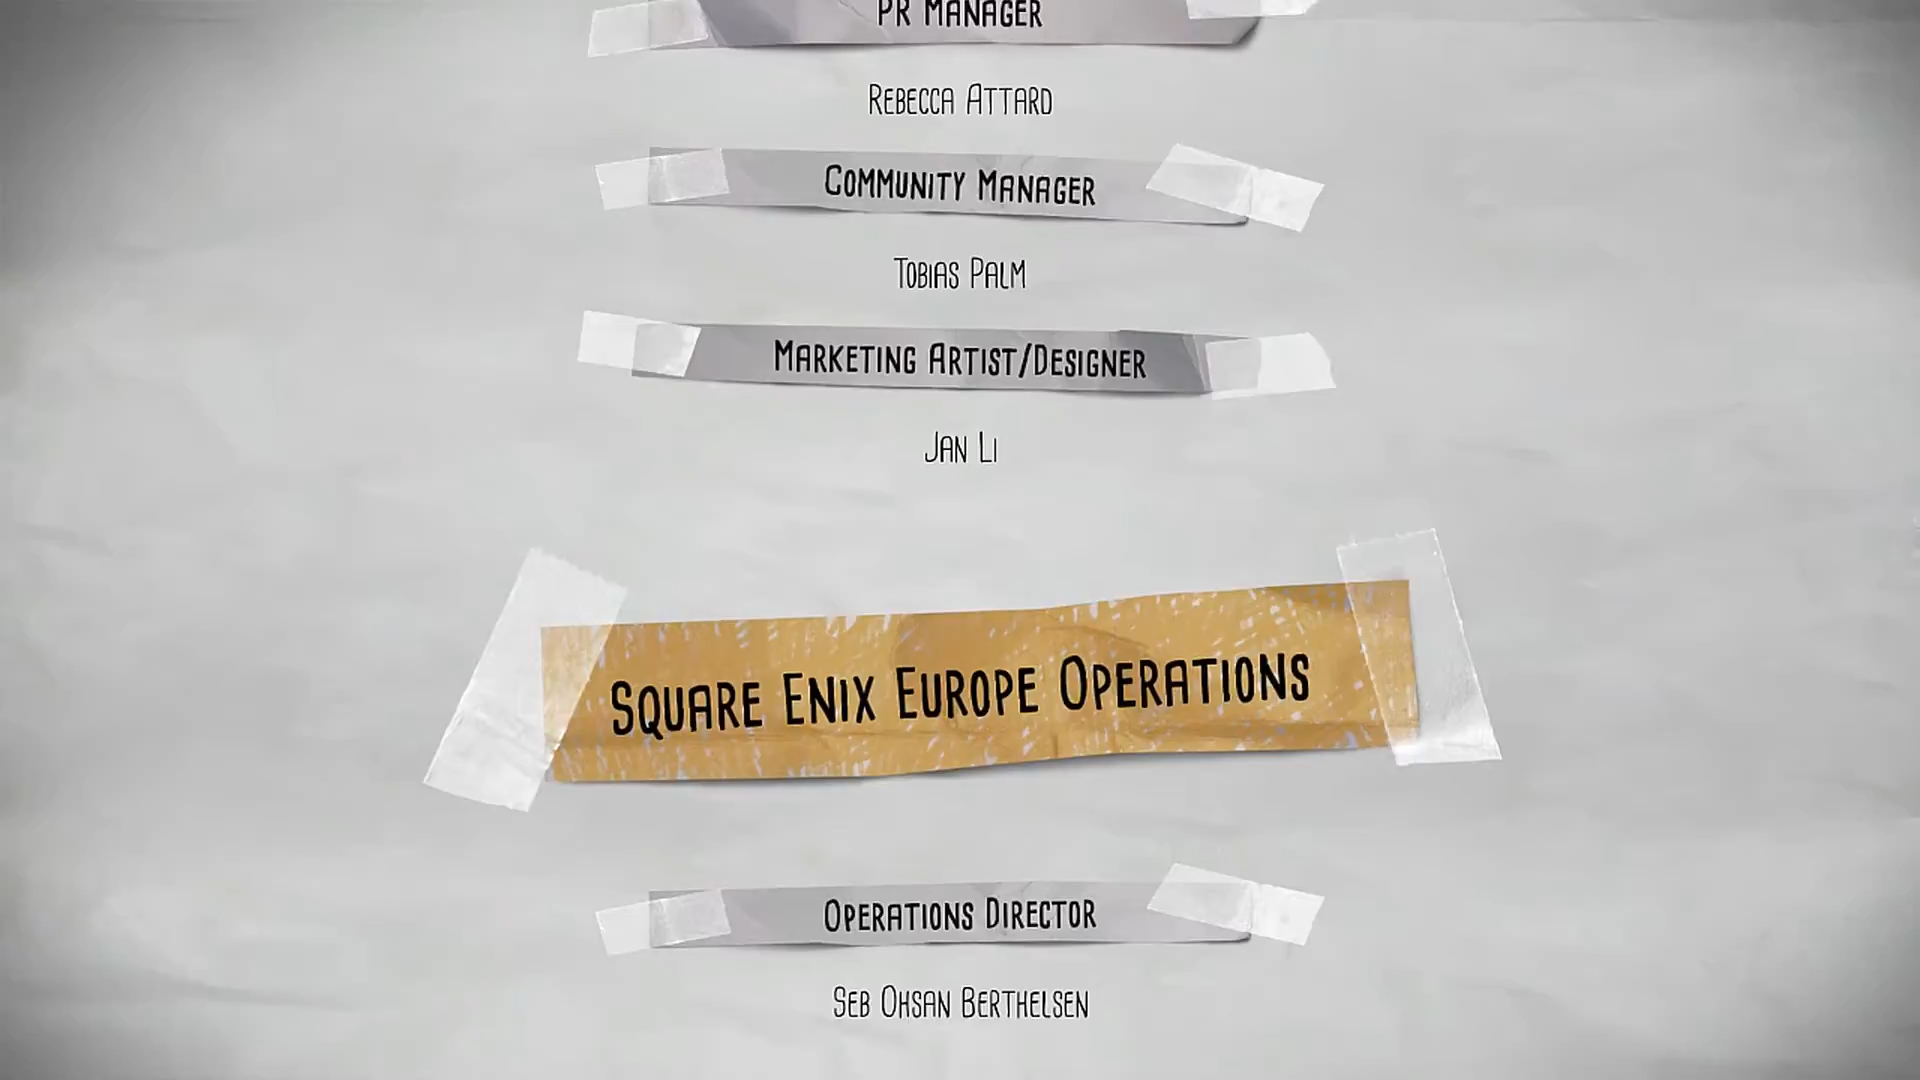 PR Manager
Rebecca Attard
Community Manager
Tobias Palm
Marketing Artist/Designer
Jan Li
Square Enix Europe Operations
Operations Director
Seb Ohsan Berthelsen